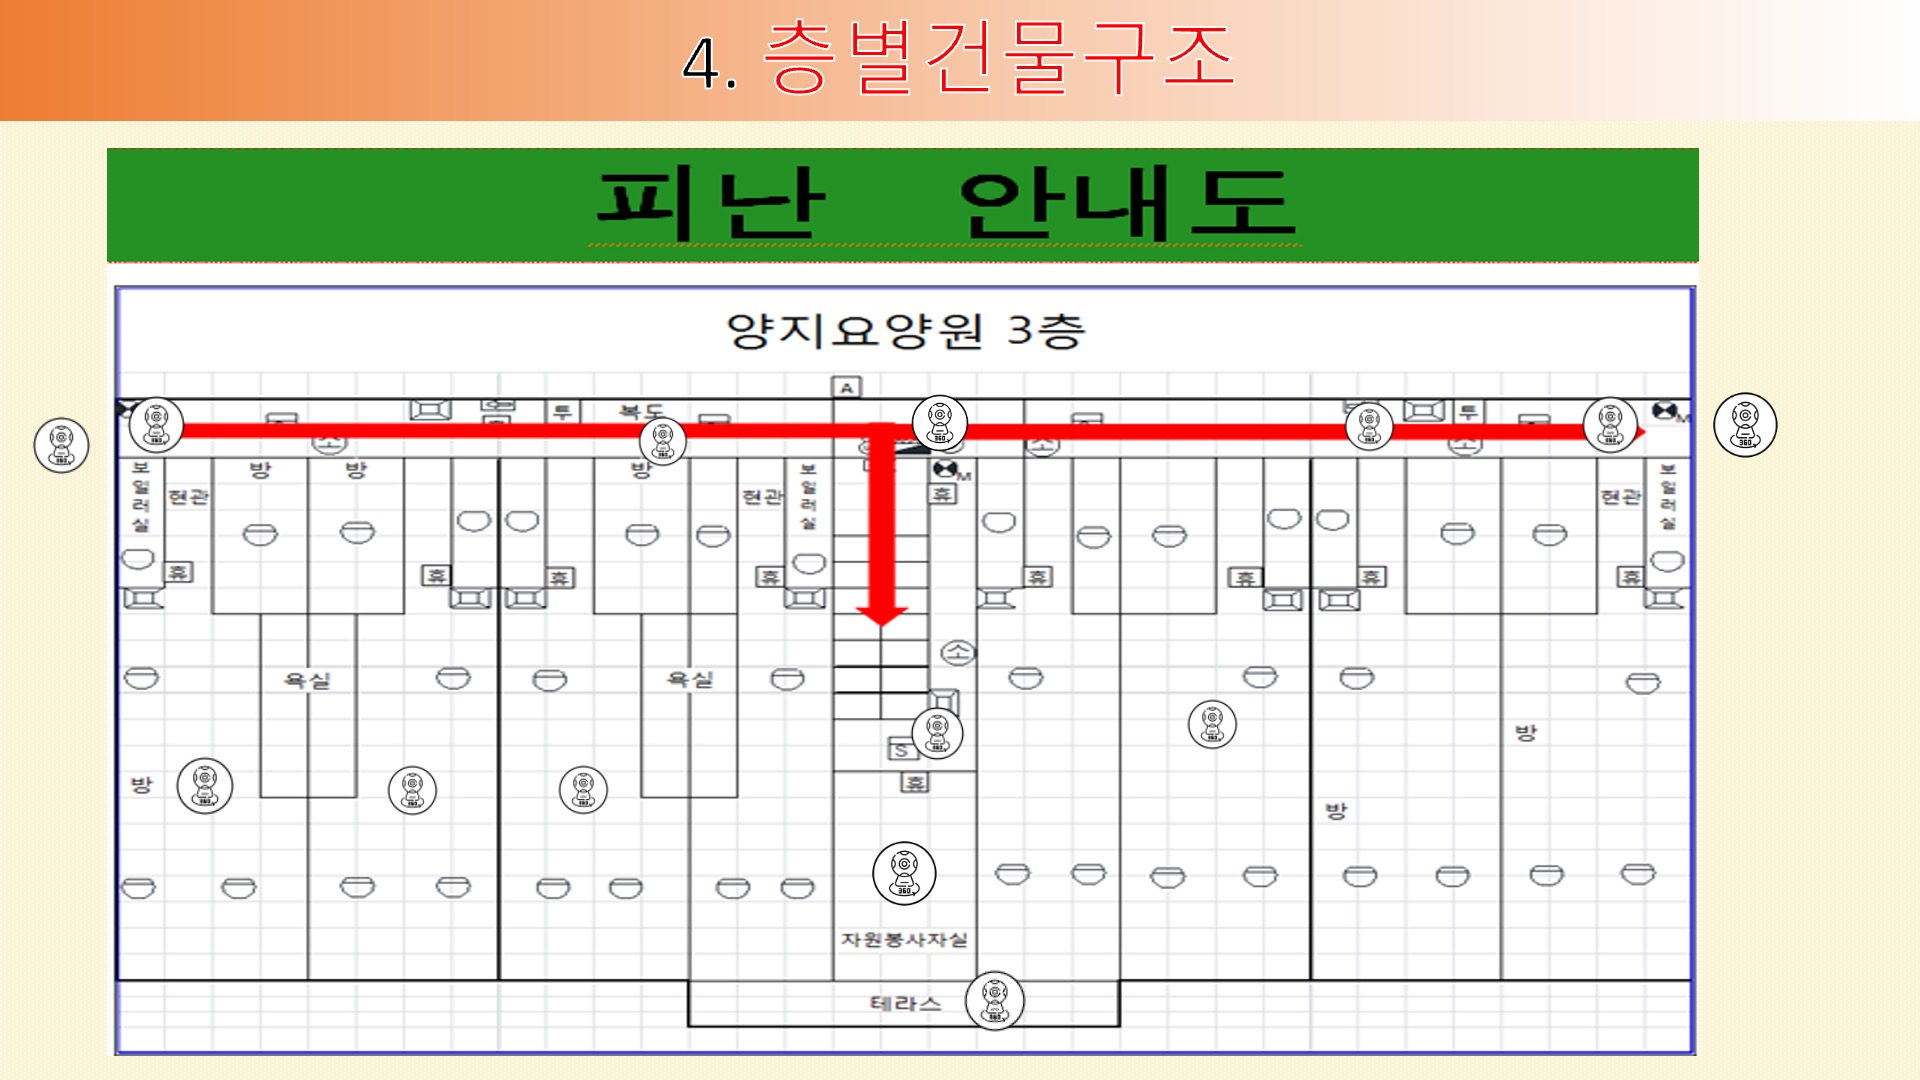 4. 층별건물구조
피난 안내도
양지요양원 3층
A
투 복도 투
소 소 소 M
보일러실 방 방 방 보일러실 M 보일러실
현관 현관 휴 현관
휴 휴 휴 휴 휴 휴 휴 휴
소
욕실 욕실
방
S
방 휴
방
자원봉사자실
테라스